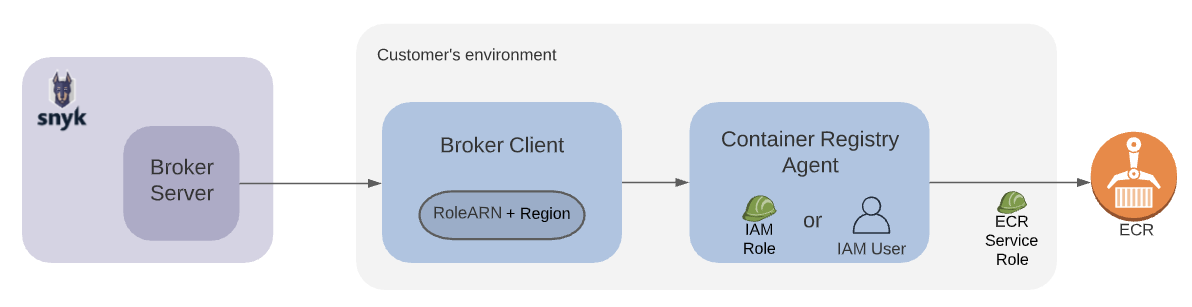 Customer's environment
snyk
Broker
Server
Broker Client
RoleARN + Region
Container Registry
Agent
IAM
Role
or
IAM User
ECR
Service
Role
ECR